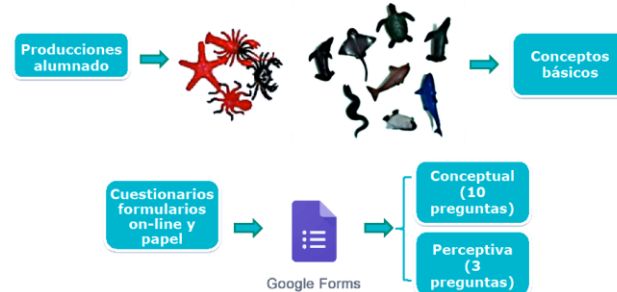 Producciones
alumnado
Conceptos
básicos
Cuestionarios
formularios
on-line y
papel
Google Forms
Conceptual
(10
preguntas)
Perceptiva
(3
preguntas)